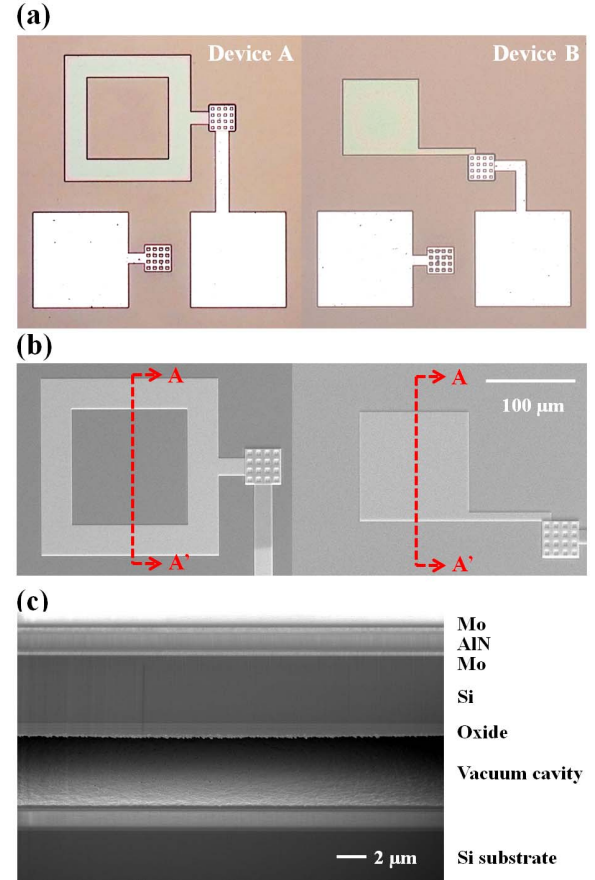 (a)
Device A
Device B
(b)
A
A
100 μm
A'
A'
(c)
Mo
AlN
Mo
Si
Oxide
Vacuum cavity
2 μm
Si substrate